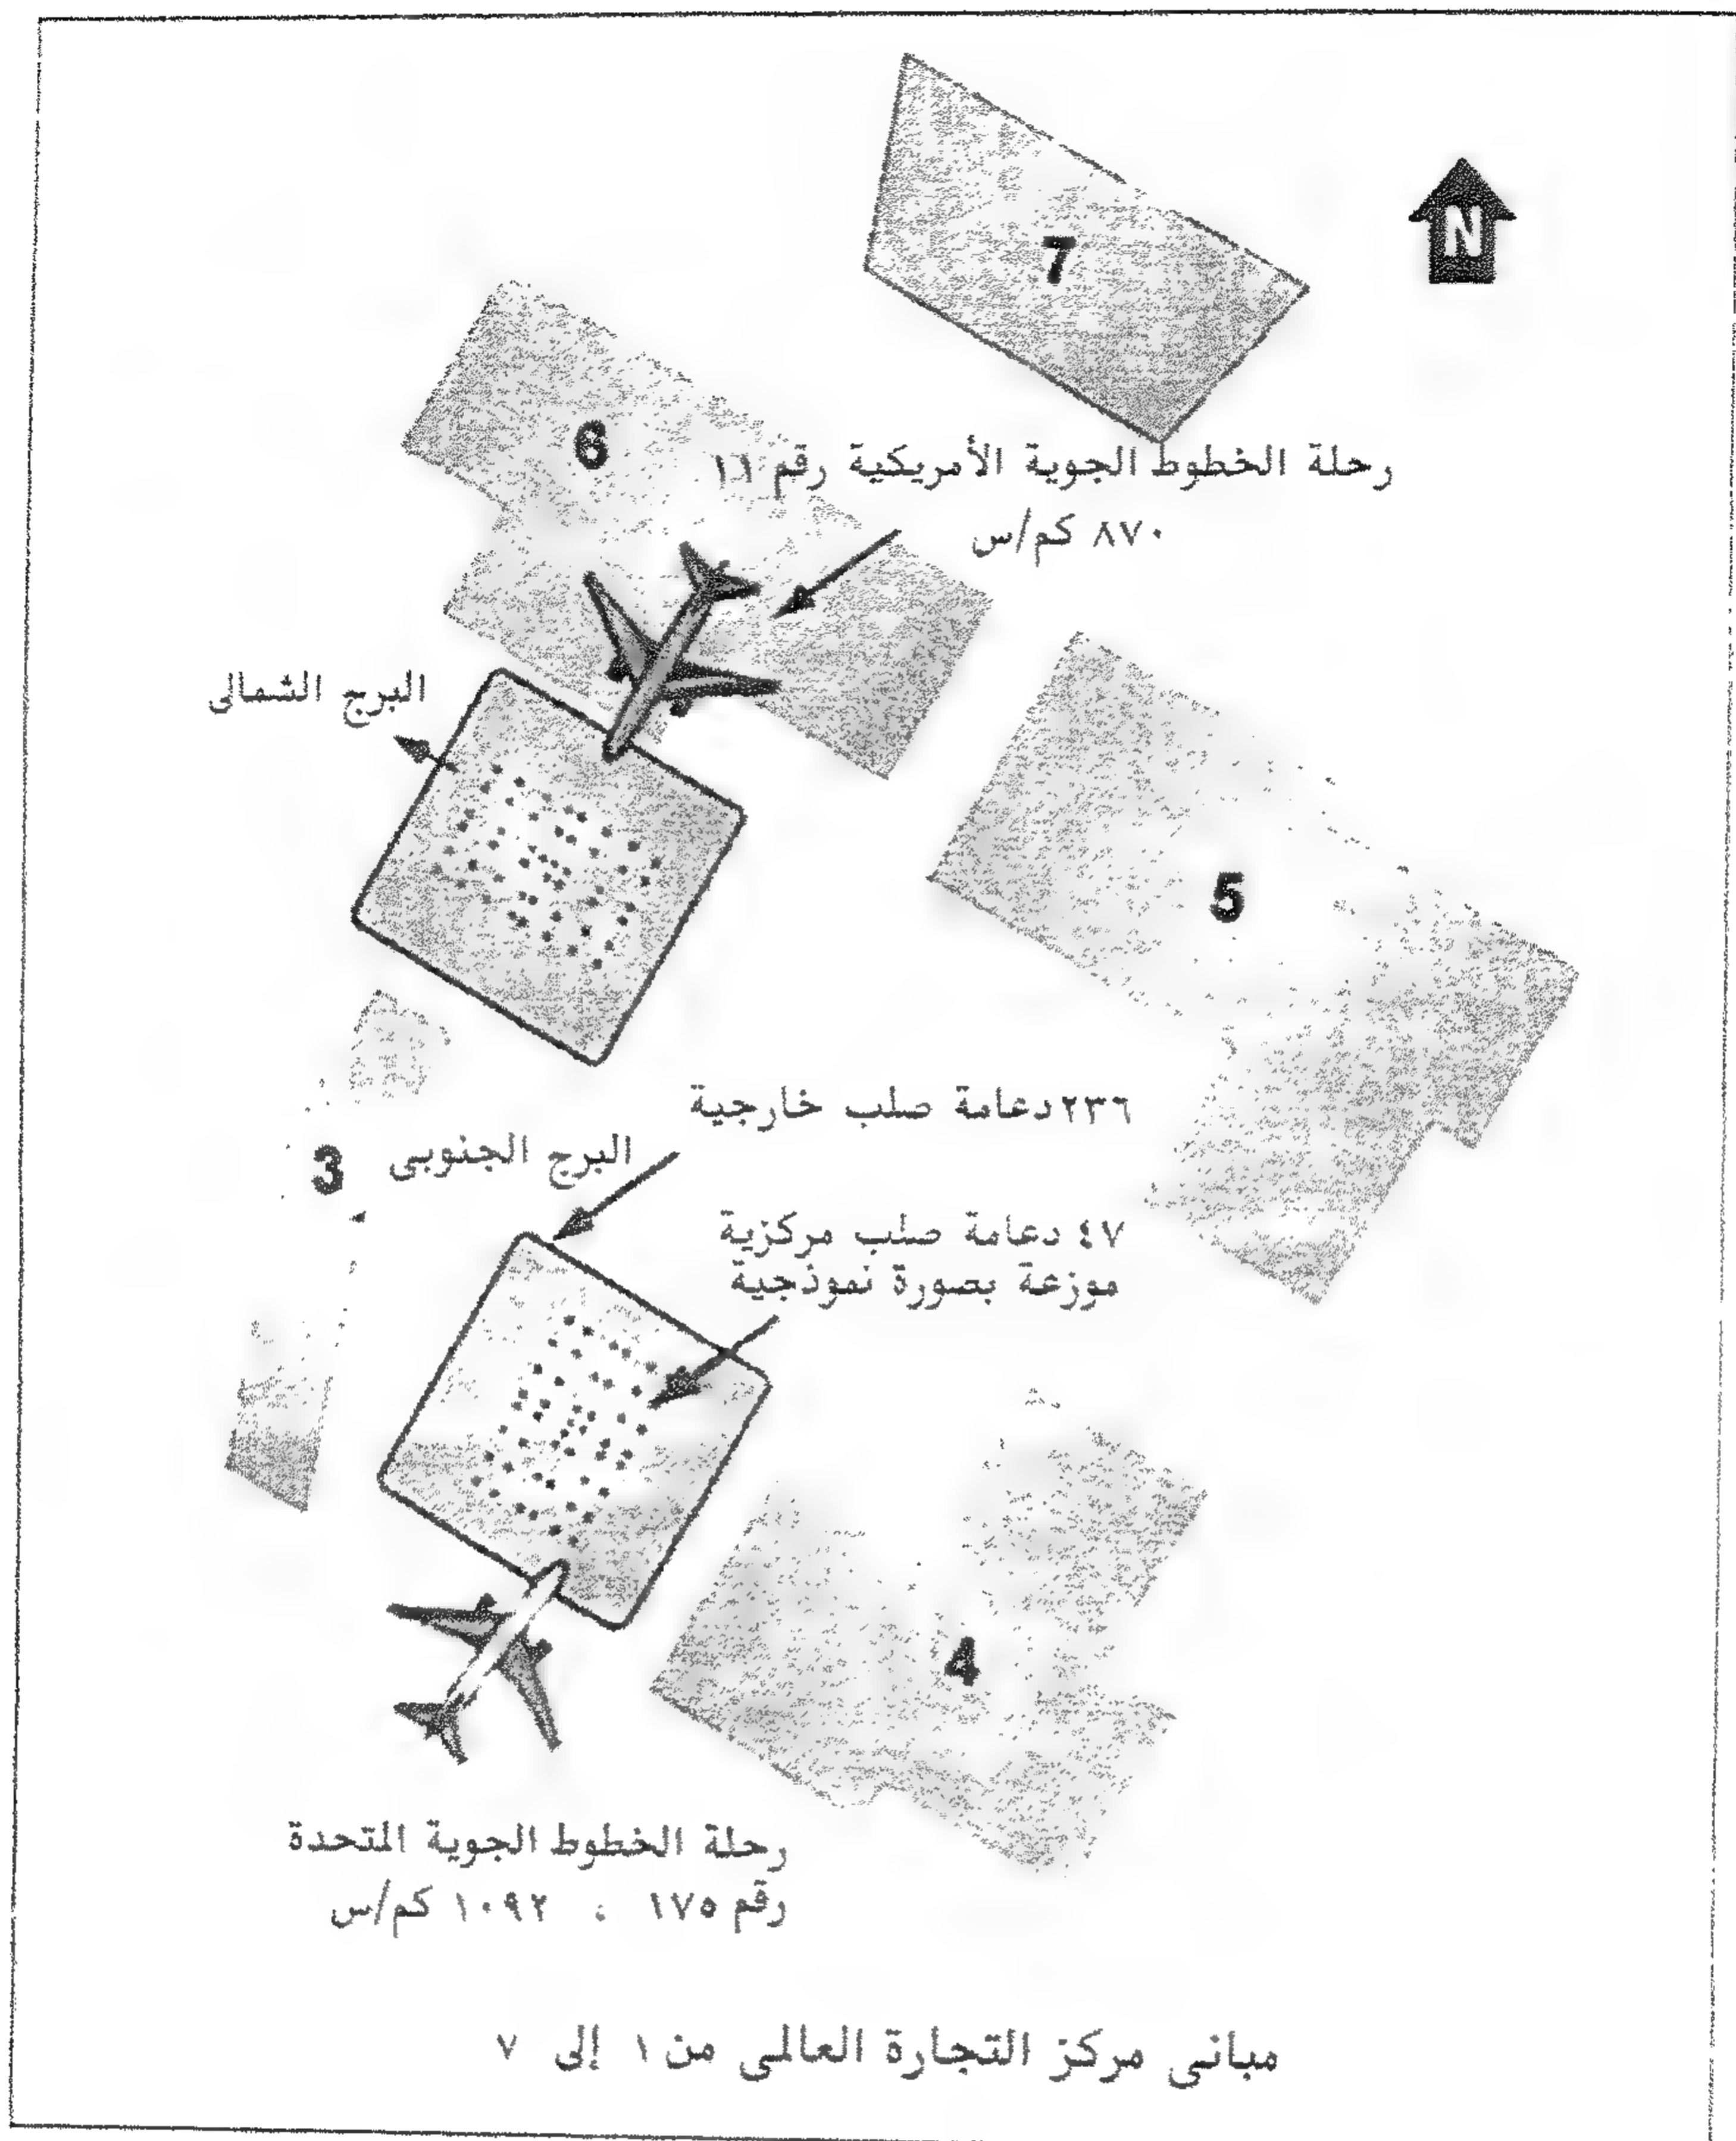 7
N
6
رحلة الخطوط الجوية الأمريكية رقم ١١
٨٧٠ كم/س
البرج الشمالى
5
٢٣٦ دعامة صلب خارجية
3
البرج الجنوبى
٤٧ دعامة صلب مركزية
موزعة بصورة نموذجية
4
رحلة الخطوط الجوية المتحدة
رقم ١٧٥ ، ١٠٩٢ كم/س
مبانى مركز التجارة العالمى من ١ إلى ٧